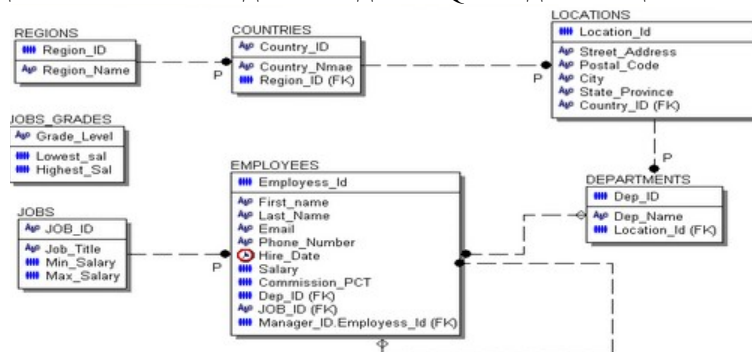 REGIONS
Region_ID
Region_Name
P
COUNTRIES
Country_ID
Country_Nmae
Region_ID (FK)
P
LOCATIONS
Location_Id
Street_Address
Postal_Code
City
State_Province
Country_ID (FK)
P
JOBS_GRADES
Grade_Level
Lowest_sal
Highest_Sal
JOBS
JOB_ID
Job_Title
Min_Salary
Max_Salary
P
EMPLOYEES
Employess_Id
First_name
Last_Name
Email
Phone_Number
Hire_Date
Salary
Commission_PCT
Dep_ID (FK)
JOB_ID (FK)
Manager_ID.Employess_Id (FK)
DEPARTMENTS
Dep_ID
Dep_Name
Location_Id (FK)